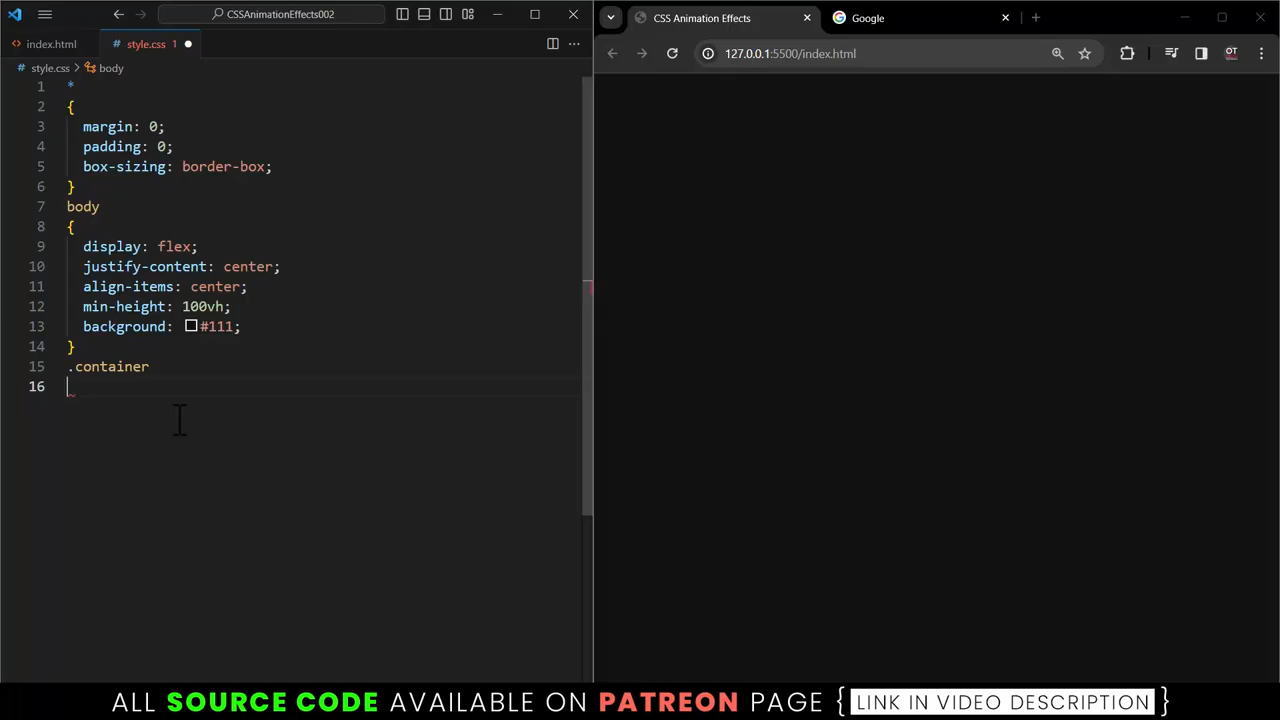 CSSAnimationEffects002
index.html
# style.css 1
# style.css > body
1 *
2 {
3 margin: 0;
4 padding: 0;
5 box-sizing: border-box;
6 }
7 body
8 {
9 display: flex;
10 justify-content: center;
11 align-items: center;
12 min-height: 100vh;
13 background: #111;
14 }
15 .container
16
CSS Animation Effects
Google
127.0.0.1:5500/index.html
OT
ALL SOURCE CODE AVAILABLE ON PATREON PAGE { LINK IN VIDEO DESCRIPTION }